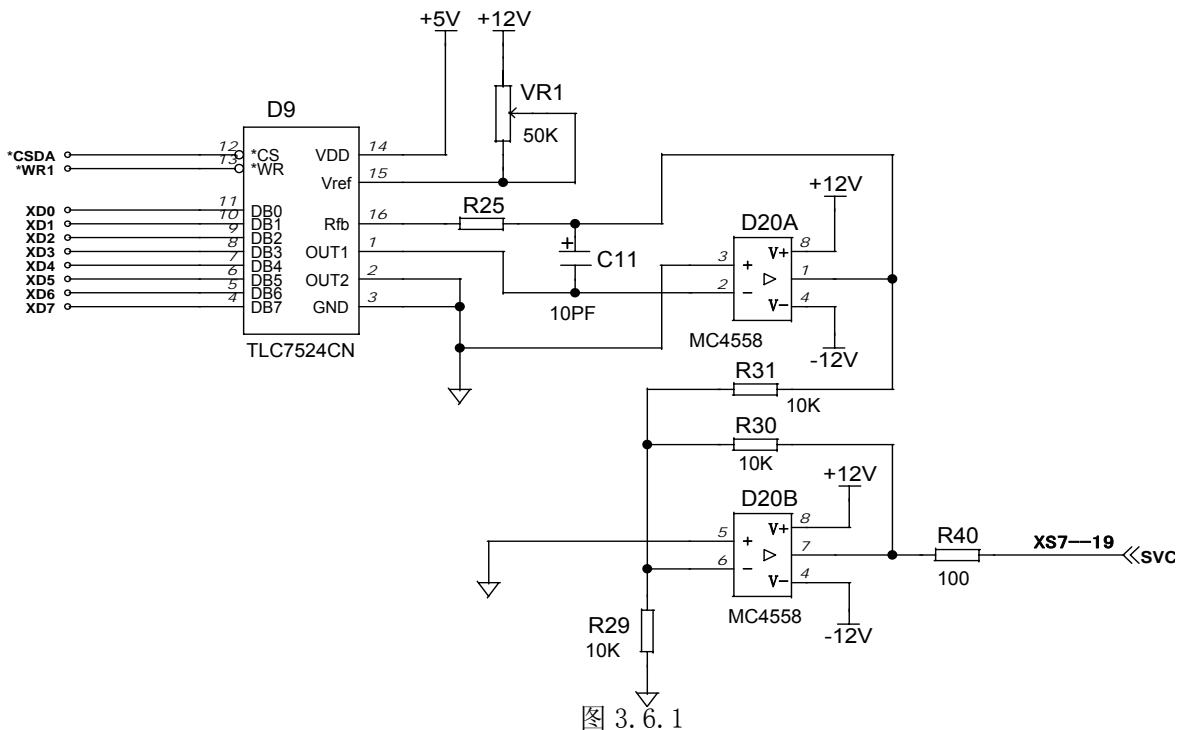 +5V
+12V
D9
VR1
50K
*CSDA
*WR1
12
13
*CS
*WR
VDD
14
Vref
15
XD0
XD1
XD2
XD3
XD4
XD5
XD6
XD7
11
10
9
8
7
6
5
4
DB0
DB1
DB2
DB3
DB4
DB5
DB6
DB7
Rfb
OUT1
OUT2
GND
16
1
2
3
TLC7524CN
R25
C11
+
10PF
D20A
+12V
3
+
2
−
V+
8
1
V−
4
MC4558
-12V
R31
10K
R30
10K
D20B
+12V
5
+
6
−
V+
8
7
V−
4
MC4558
-12V
R40
100
XS7--19
SVC
R29
10K
图 3.6.1